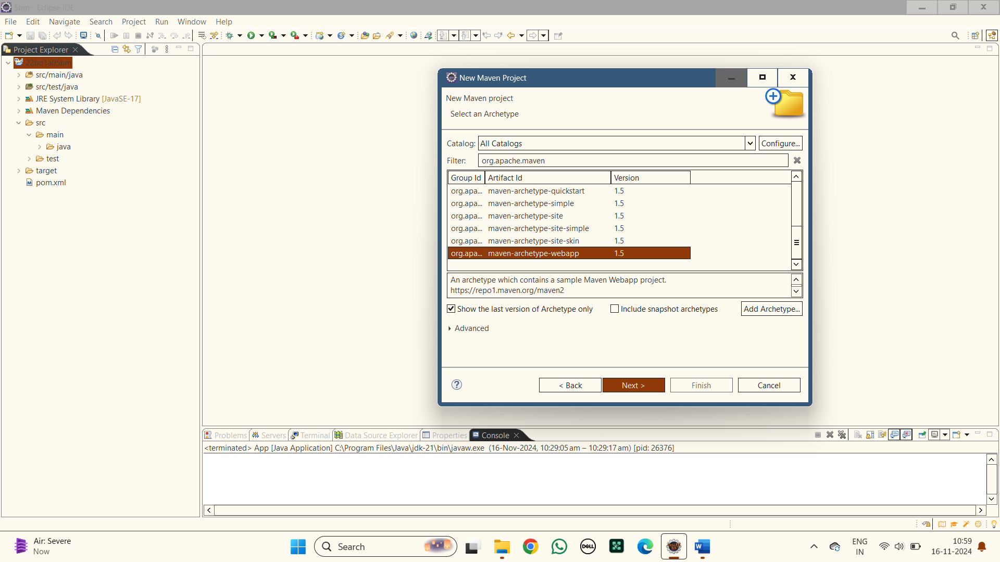 5bm - Eclipse IDE
File Edit Navigate Search Project Run Window Help
Project Explorer
22bd1a05bm
src/main/java
src/test/java
JRE System Library [JavaSE-17]
Maven Dependencies
src
main
java
test
target
pom.xml
New Maven Project
New Maven project
Select an Archetype
Catalog: All Catalogs Configure...
Filter: org.apache.maven
Group Id Artifact Id Version
org.apa... maven-archetype-quickstart 1.5
org.apa... maven-archetype-simple 1.5
org.apa... maven-archetype-site 1.5
org.apa... maven-archetype-site-simple 1.5
org.apa... maven-archetype-site-skin 1.5
org.apa... maven-archetype-webapp 1.5
An archetype which contains a sample Maven Webapp project.
https://repo1.maven.org/maven2
Show the last version of Archetype only Include snapshot archetypes Add Archetype...
Advanced
< Back Next > Finish Cancel
Problems Servers Terminal Data Source Explorer Properties Console
<terminated> App [Java Application] C:\Program Files\Java\jdk-21\bin\javaw.exe (16-Nov-2024, 10:29:05 am – 10:29:17 am) [pid: 26376]
Air: Severe
Now
Search
DELL
ENG
IN
10:59
16-11-2024